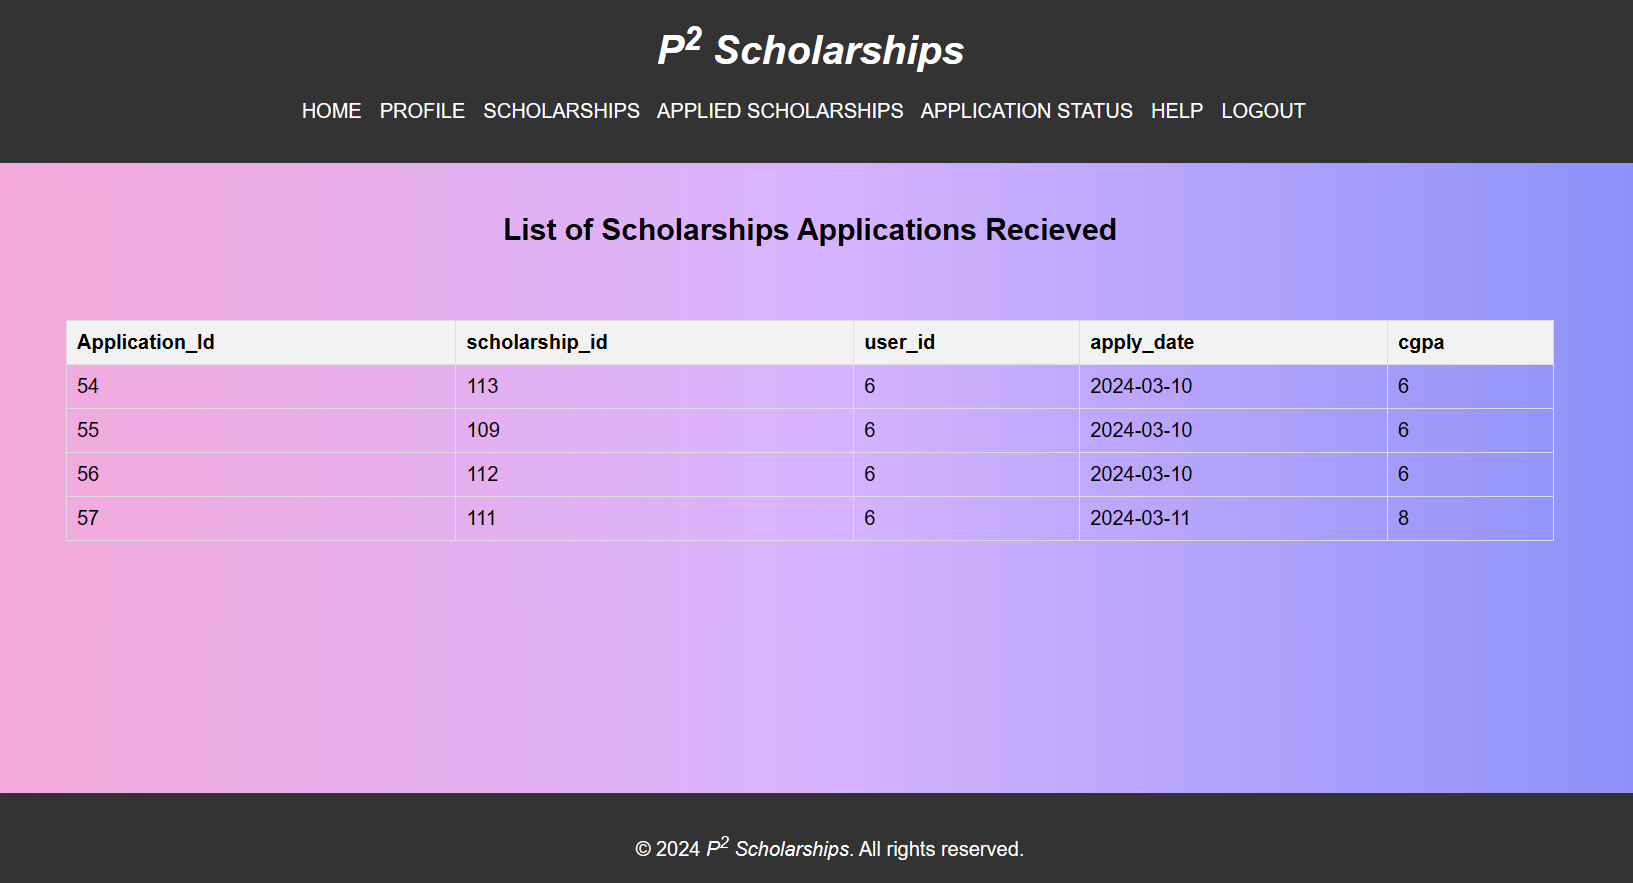 P² Scholarships
HOME PROFILE SCHOLARSHIPS APPLIED SCHOLARSHIPS APPLICATION STATUS HELP LOGOUT
List of Scholarships Applications Recieved
Application_Id scholarship_id user_id apply_date cgpa
54 113 6 2024-03-10 6
55 109 6 2024-03-10 6
56 112 6 2024-03-10 6
57 111 6 2024-03-11 8
© 2024 P² Scholarships. All rights reserved.